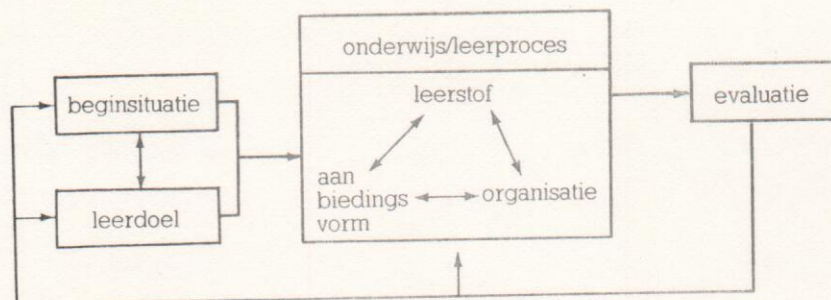 onderwijs/leerproces
beginsituatie
leerstof
evaluatie
aan
biedings
vorm
organisatie
leerdoel